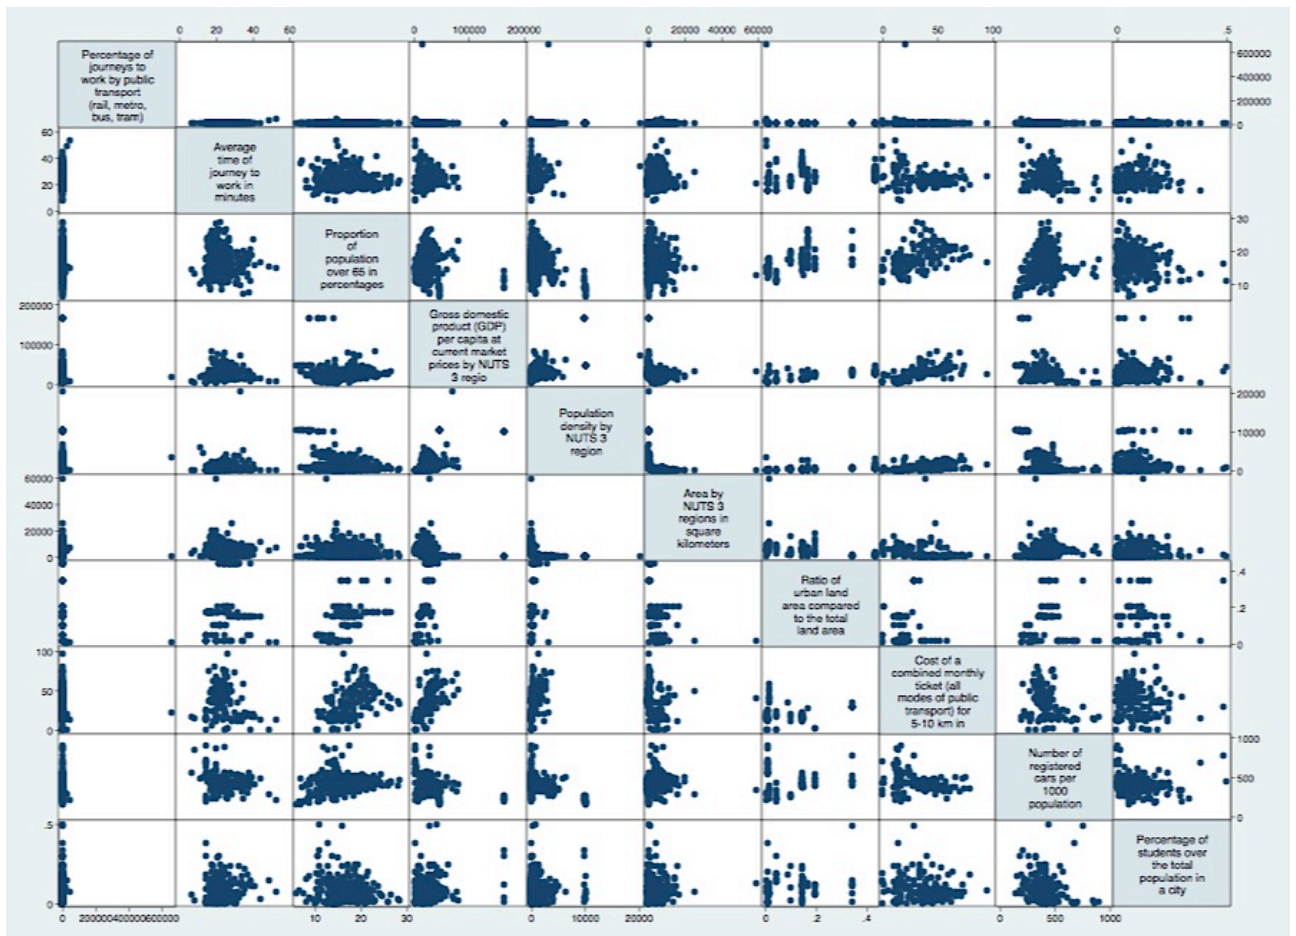 0 20 40 60 0 100000 200000 0 20000 40000 60000 0 50 100 0 .5
Percentage of
journeys to
work by public
transport
(rail, metro,
bus, tram)
600000
400000
200000
0
60
40
20
0
Average
time of
journey to
work in
minutes
Proportion
of
population
over 65 in
percentages
30
20
10
200000
100000
0
Gross domestic
product (GDP)
per capita at
current market
prices by NUTS
3 regio
Population
density by
NUTS 3
region
20000
10000
0
60000
40000
20000
0
Area by
NUTS 3
regions in
square
kilometers
Ratio of
urban land
area compared
to the total
land area
.4
.2
0
100
50
0
Cost of a
combined monthly
ticket (all
modes of public
transport) for
5-10 km in
Number of
registered
cars per
1000
population
1000
500
0
.5
0
Percentage of
students over
the total
population in
a city
0 200000 400000 600000 10 20 30 0 10000 20000 0 .2 .4 0 500 1000